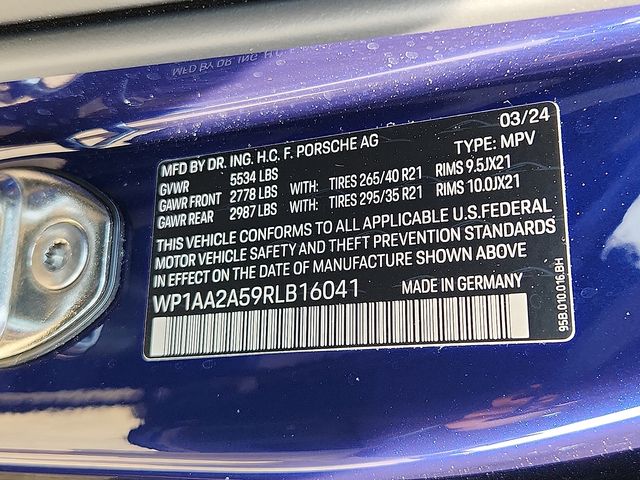 MFD BY DR. ING. H.C. F. PORSCHE AG 03/24
GVWR 5534 LBS TYPE: MPV
GAWR FRONT 2778 LBS WITH: TIRES 265/40 R21 RIMS 9.5JX21
GAWR REAR 2987 LBS WITH: TIRES 295/35 R21 RIMS 10.0JX21
THIS VEHICLE CONFORMS TO ALL APPLICABLE U.S.FEDERAL
MOTOR VEHICLE SAFETY AND THEFT PREVENTION STANDARDS
IN EFFECT ON THE DATE OF MANUFACTURE SHOWN ABOVE
WP1AA2A59RLB16041 MADE IN GERMANY
95B.010.016.BH